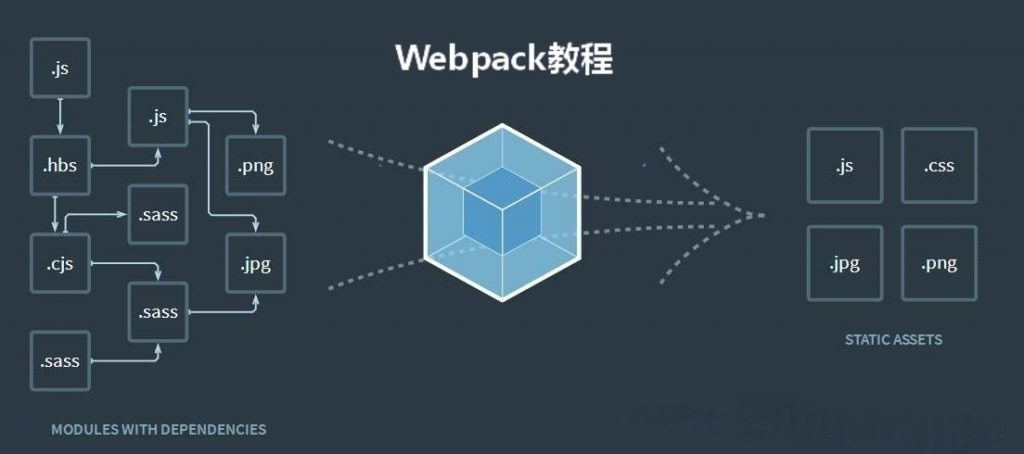 Webpack教程
.js
.js
.hbs
.png
.sass
.cjs
.jpg
.sass
.sass
MODULES WITH DEPENDENCIES
.js
.css
.jpg
.png
STATIC ASSETS